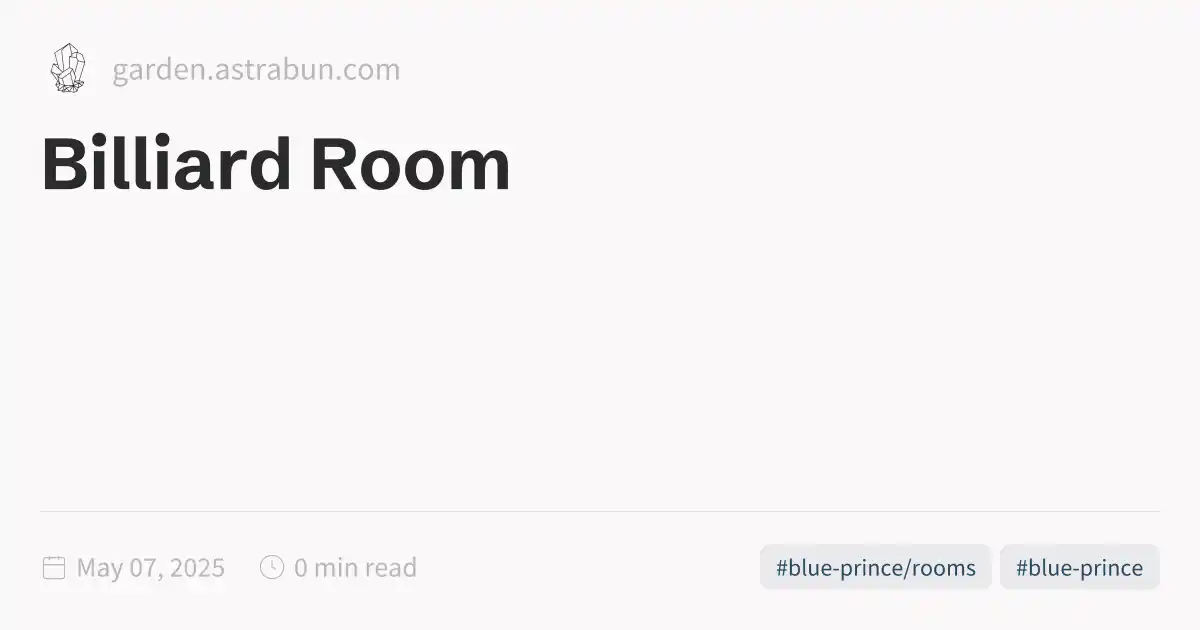 garden.astrabun.com
Billiard Room
May 07, 2025 0 min read #blue-prince/rooms #blue-prince